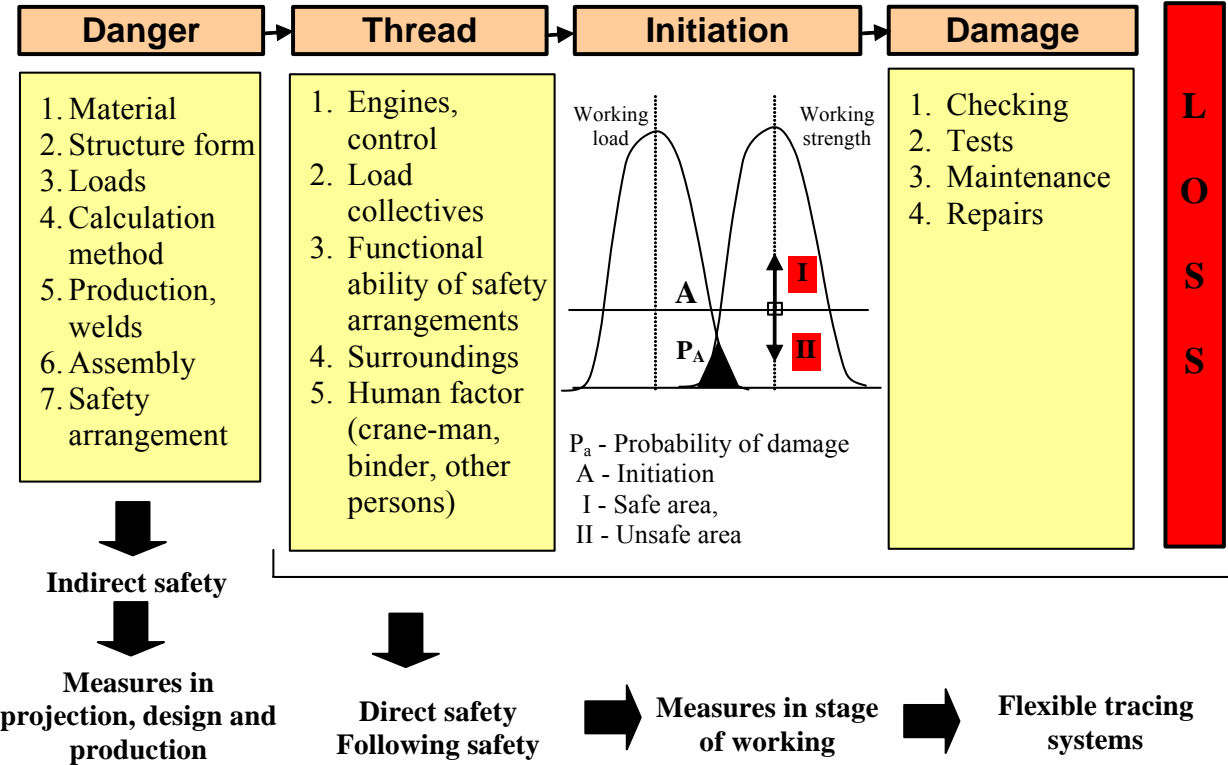 Danger
Thread
Initiation
Damage
1. Material
2. Structure form
3. Loads
4. Calculation
method
5. Production,
welds
6. Assembly
7. Safety
arrangement
1. Engines,
control
2. Load
collectives
3. Functional
ability of safety
arrangements
4. Surroundings
5. Human factor
(crane-man,
binder, other
persons)
Working
load
Working
strength
A
I
II
PA
Pa - Probability of damage
A - Initiation
I - Safe area,
II - Unsafe area
1. Checking
2. Tests
3. Maintenance
4. Repairs
L
O
S
S
Indirect safety
Measures in
projection, design and
production
Direct safety
Following safety
Measures in stage
of working
Flexible tracing
systems